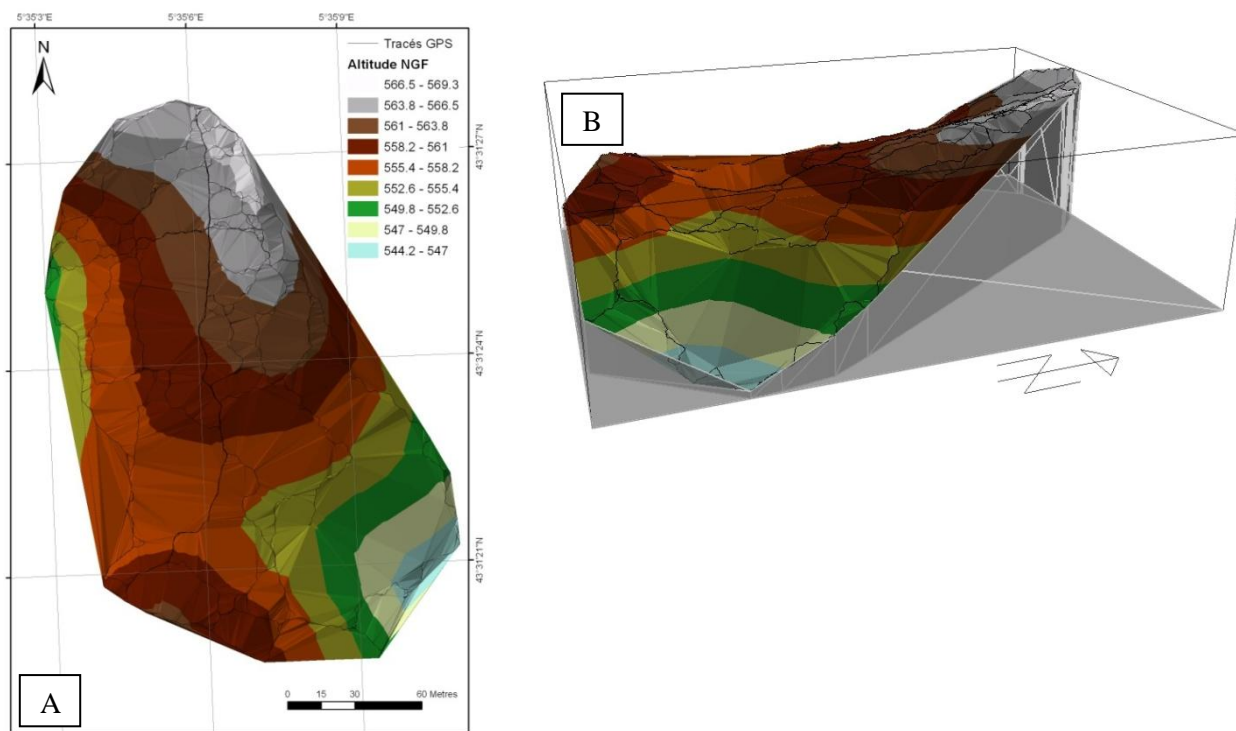 5°35'3"E
5°35'6"E
5°35'9"E
N
Tracés GPS
Altitude NGF
566.5 - 569.3
563.8 - 566.5
561 - 563.8
558.2 - 561
555.4 - 558.2
552.6 - 555.4
549.8 - 552.6
547 - 549.8
544.2 - 547
43°31'27"N
43°31'24"N
43°31'21"N
0 15 30 60 Metres
A
B
N